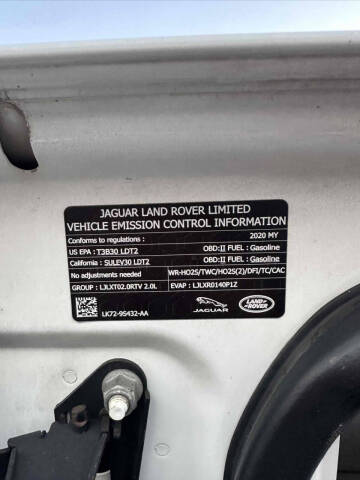 JAGUAR LAND ROVER LIMITED
VEHICLE EMISSION CONTROL INFORMATION
Conforms to regulations: 2020 MY
US EPA : T3B30 LDT2 OBD:II FUEL : Gasoline
California : SULEV30 LDT2 OBD:II FUEL : Gasoline
No adjustments needed WR-HO2S/TWC/HO2S(2)/DFI/TC/CAC
GROUP : LJLXT02.0RTV 2.0L EVAP : LJLXR0140P1Z
LK72-9S432-AA
JAGUAR
LAND-
ROVER